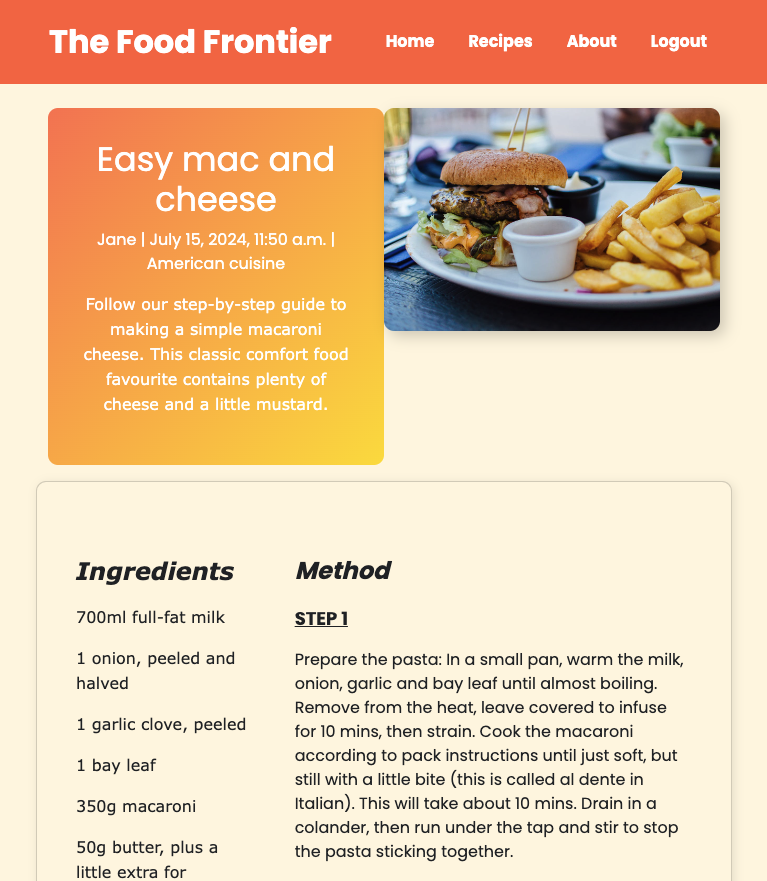 The Food Frontier
Home Recipes About Logout
Easy mac and
cheese
Jane | July 15, 2024, 11:50 a.m. |
American cuisine
Follow our step-by-step guide to
making a simple macaroni
cheese. This classic comfort food
favourite contains plenty of
cheese and a little mustard.
Ingredients
700ml full-fat milk
1 onion, peeled and
halved
1 garlic clove, peeled
1 bay leaf
350g macaroni
50g butter, plus a
little extra for
Method
STEP 1
Prepare the pasta: In a small pan, warm the milk,
onion, garlic and bay leaf until almost boiling.
Remove from the heat, leave covered to infuse
for 10 mins, then strain. Cook the macaroni
according to pack instructions until just soft, but
still with a little bite (this is called al dente in
Italian). This will take about 10 mins. Drain in a
colander, then run under the tap and stir to stop
the pasta sticking together.